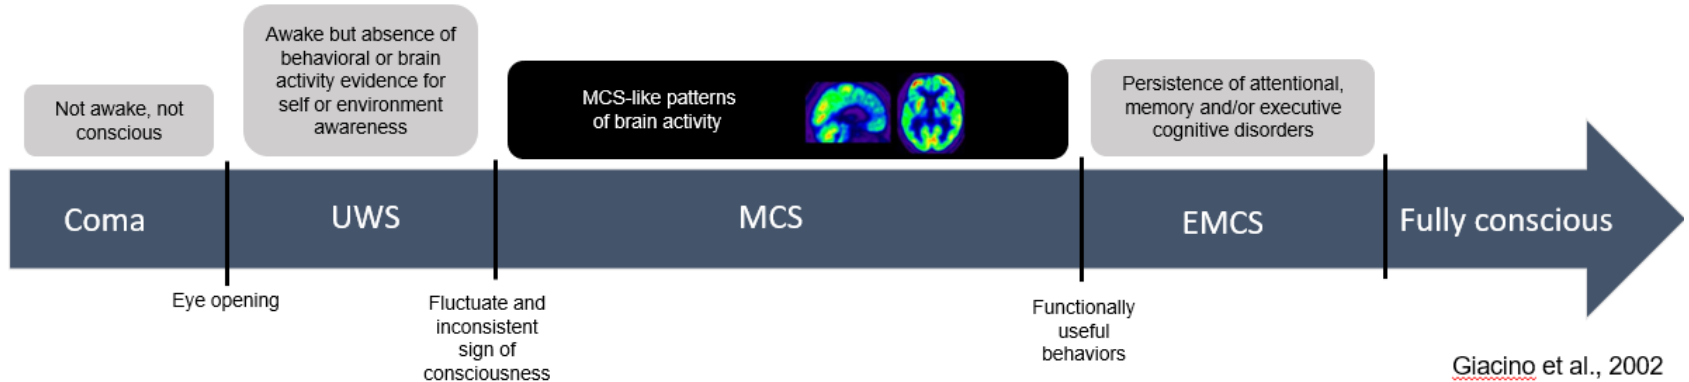 Not awake, not
conscious
Awake but absence of
behavioral or brain
activity evidence for
self or environment
awareness
MCS-like patterns
of brain activity
Persistence of attentional,
memory and/or executive
cognitive disorders
Coma
UWS
MCS
EMCS
Fully conscious
Eye opening
Fluctuate and
inconsistent
sign of
consciousness
Functionally
useful
behaviors
Giacino et al., 2002